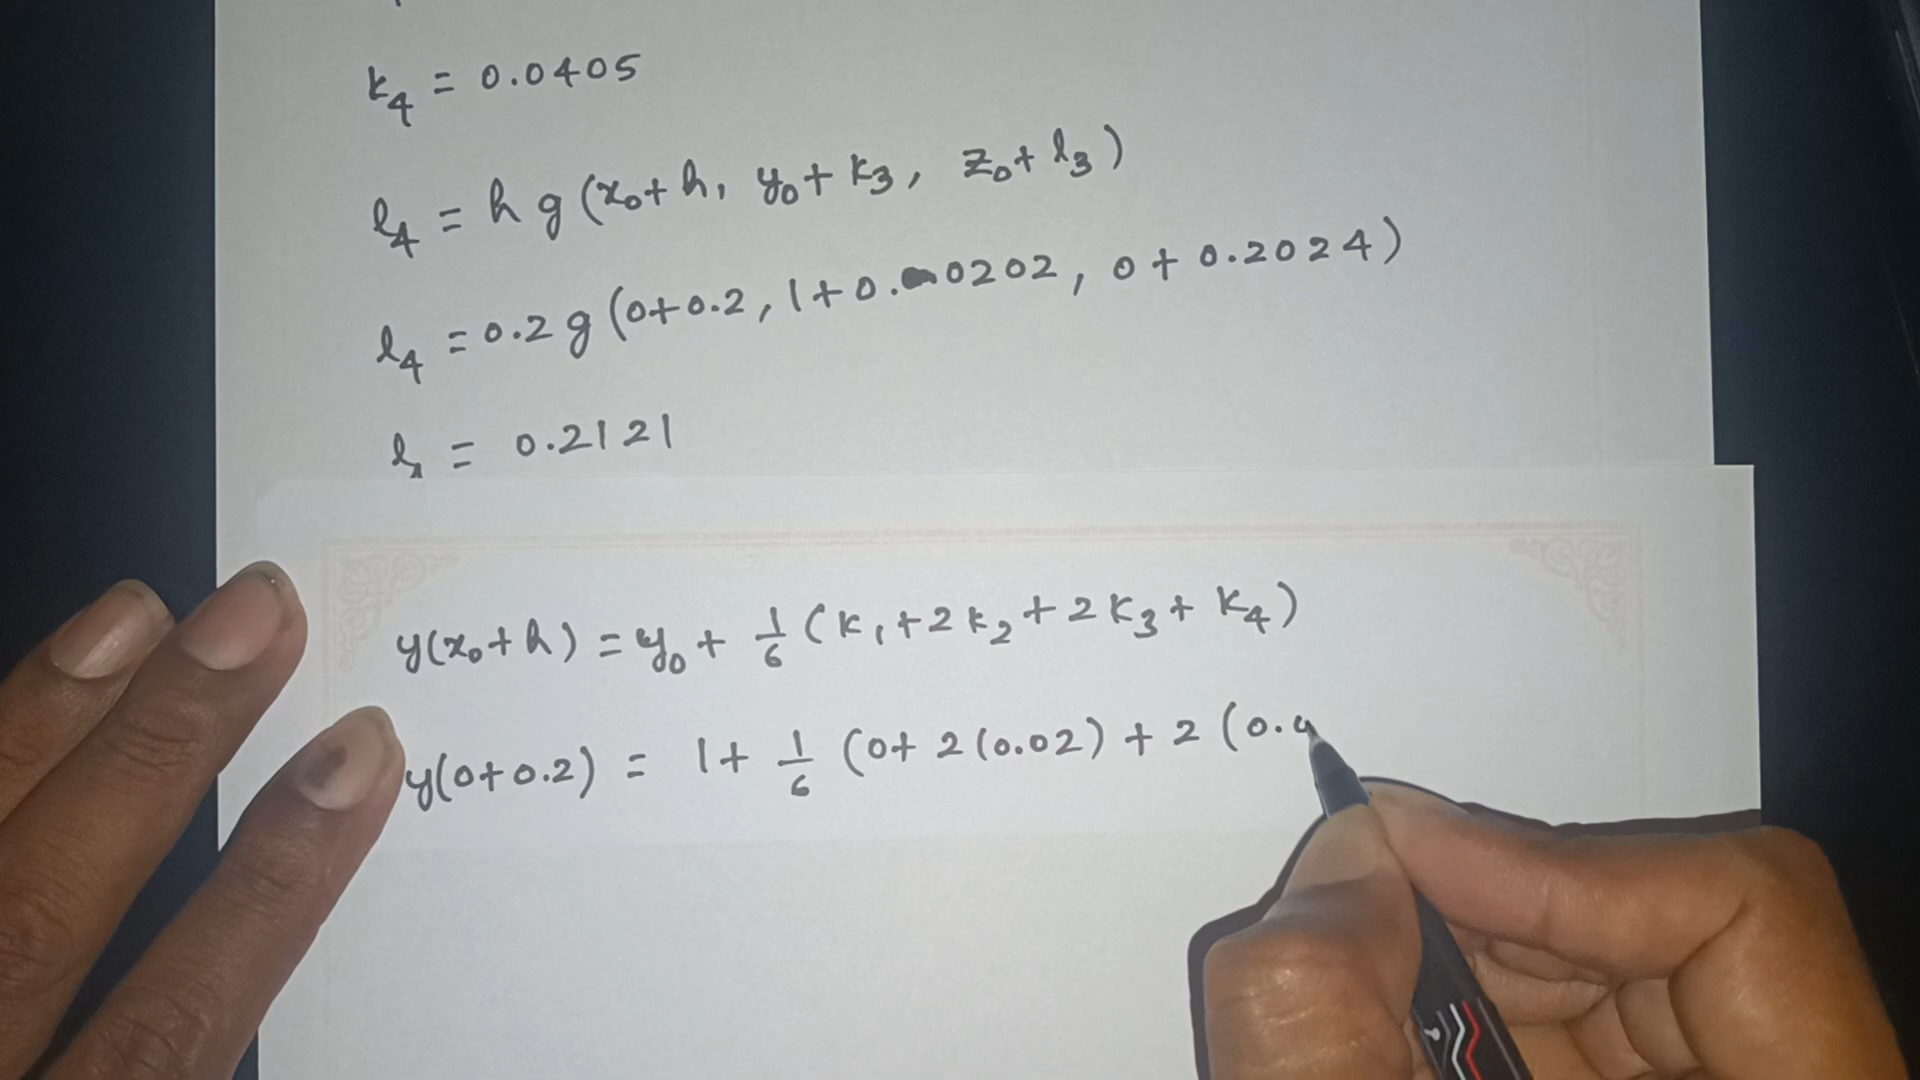 k₄ = 0.0405
l₄ = h g (x₀ + h, y₀ + k₃, z₀ + l₃)
l₄ = 0.2 g (0+0.2, 1+0.0202, 0+0.2024)
l = 0.2121
y(x₀+h) = y₀ + 1/6 (k₁ + 2k₂ + 2k₃ + k₄)
y(0+0.2) = 1 + 1/6 (0+ 2(0.02) + 2 (0.